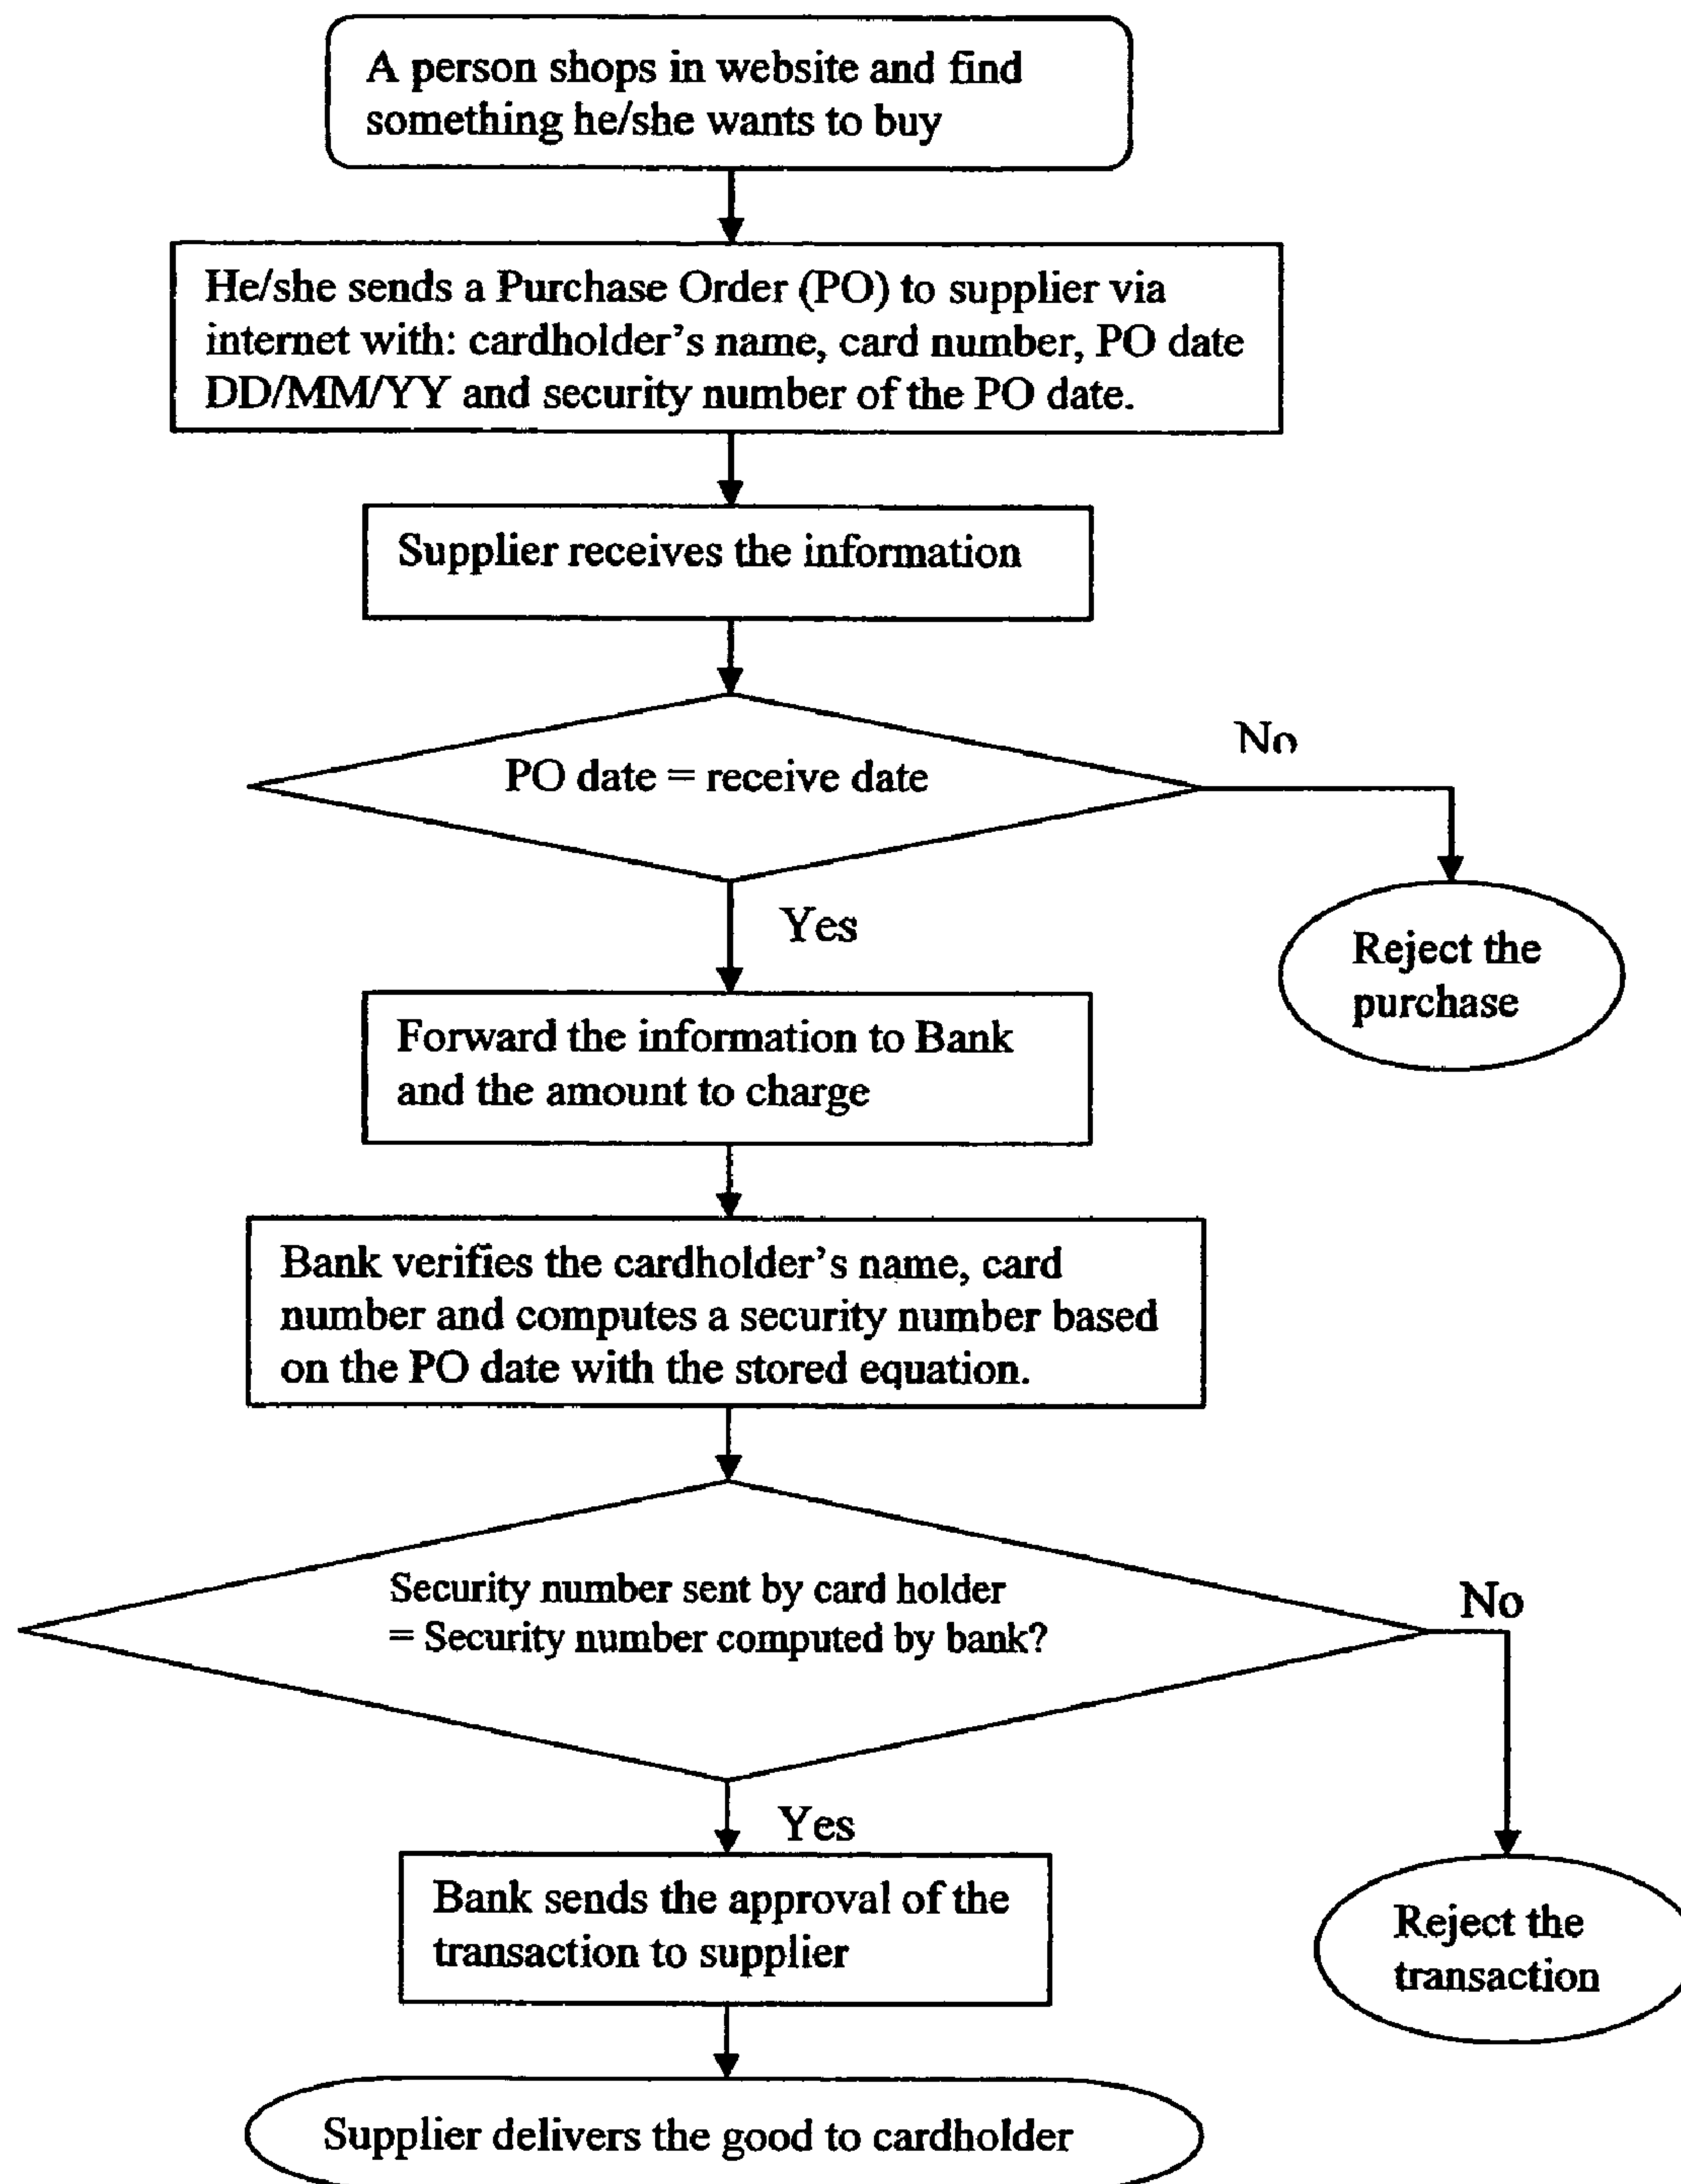 A person shops in website and find
something he/she wants to buy
He/she sends a Purchase Order (PO) to supplier via
internet with: cardholder's name, card number, PO date
DD/MM/YY and security number of the PO date.
Supplier receives the information
PO date = receive date
No
Yes
Reject the
purchase
Forward the information to Bank
and the amount to charge
Bank verifies the cardholder's name, card
number and computes a security number based
on the PO date with the stored equation.
Security number sent by card holder
= Security number computed by bank?
No
Yes
Bank sends the approval of the
transaction to supplier
Reject the
transaction
Supplier delivers the good to cardholder